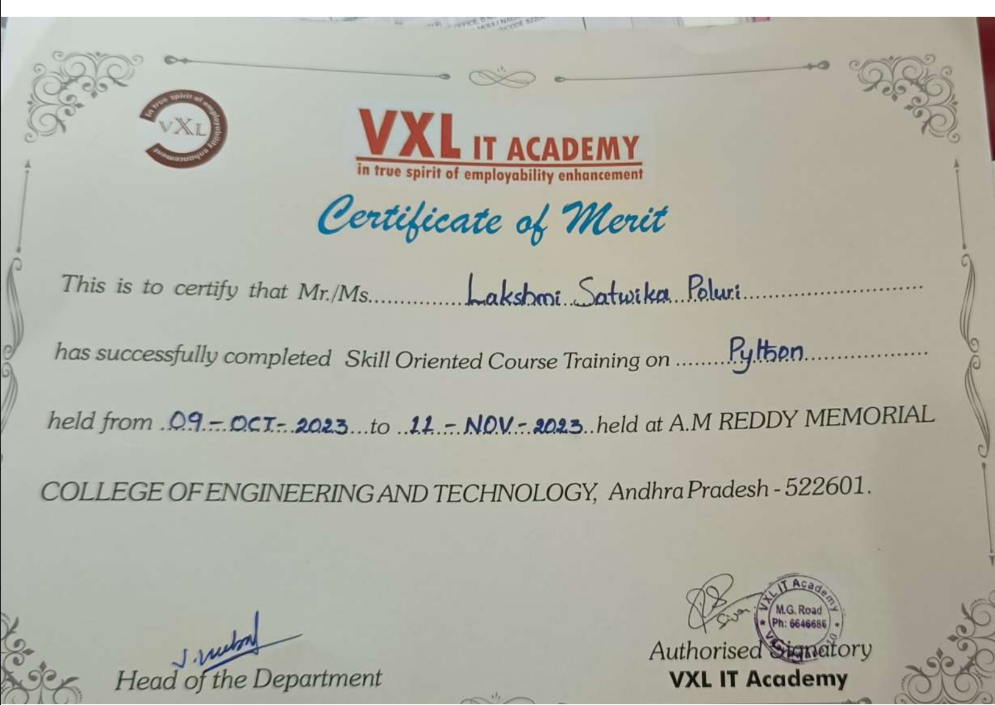 in true spirit of employability enhancement
VXL
VXL IT ACADEMY
in true spirit of employability enhancement
Certificate of Merit
This is to certify that Mr./Ms.............. Lakshmi Satwika Poluri..........................
has successfully completed Skill Oriented Course Training on ........Python..................
held from .09-OCT-2023...to ..11-NOV-2023..held at A.M REDDY MEMORIAL
COLLEGE OF ENGINEERING AND TECHNOLOGY, Andhra Pradesh - 522601.
VXL IT Academy
M.G. Road
Ph: 6646686
Head of the Department
Authorised Signatory
VXL IT Academy